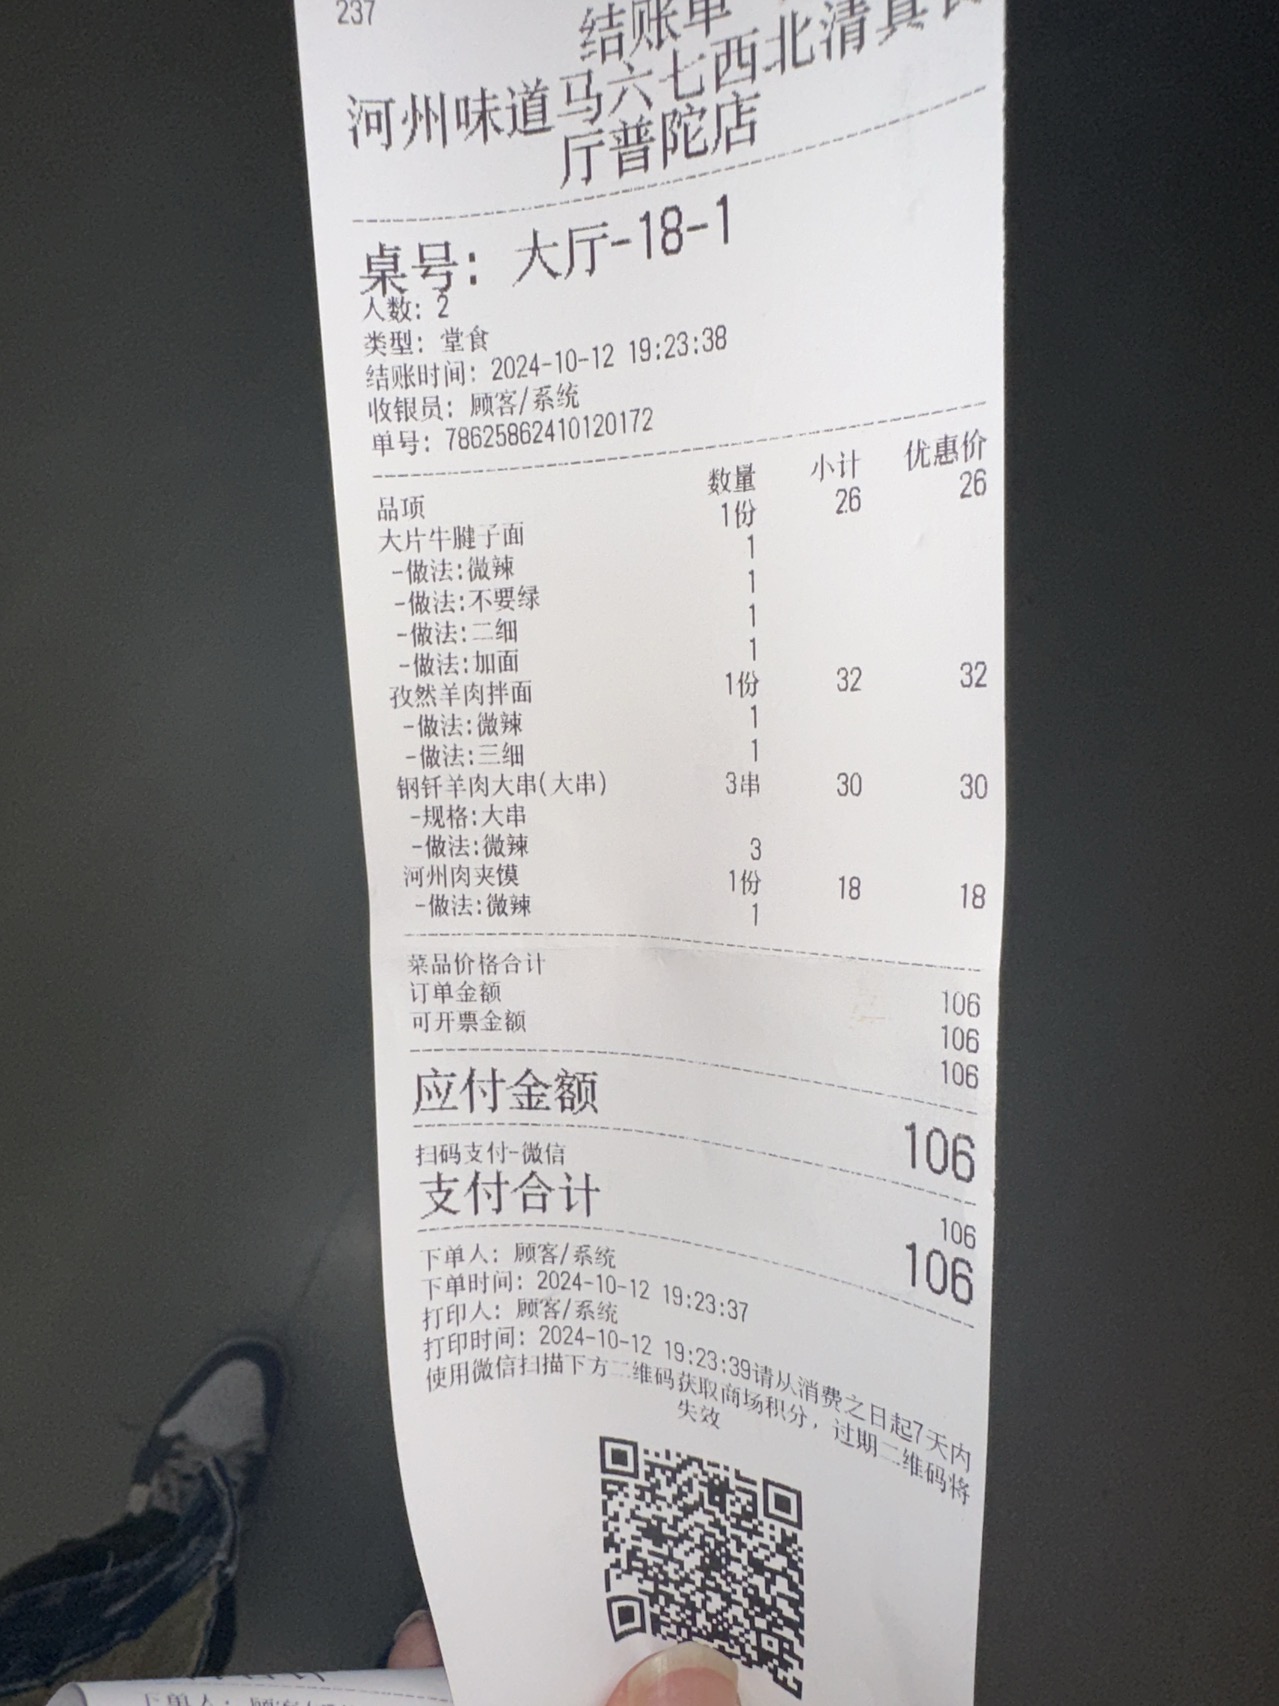 237
结账单
河州味道马六七西北清真餐
厅普陀店
桌号: 大厅-18-1
人数: 2
类型: 堂食
结账时间: 2024-10-12 19:23:38
收银员: 顾客/系统
单号: 78625862410120172
品项 数量 小计 优惠价
大片牛腱子面 1份 26 26
-做法:微辣 1
-做法:不要绿 1
-做法:二细 1
-做法:加面 1
孜然羊肉拌面 1份 32 32
-做法:微辣 1
-做法:三细 1
钢钎羊肉大串(大串) 3串 30 30
-规格:大串
-做法:微辣 3
河州肉夹馍 1份 18 18
-做法:微辣 1
菜品价格合计 106
订单金额 106
可开票金额 106
应付金额 106
扫码支付-微信 106
支付合计 106
下单人: 顾客/系统
下单时间: 2024-10-12 19:23:37
打印人: 顾客/系统
打印时间: 2024-10-12 19:23:39请从消费之日起7天内
使用微信扫描下方二维码获取商场积分，过期二维码将
失效
下单人: 顾客/